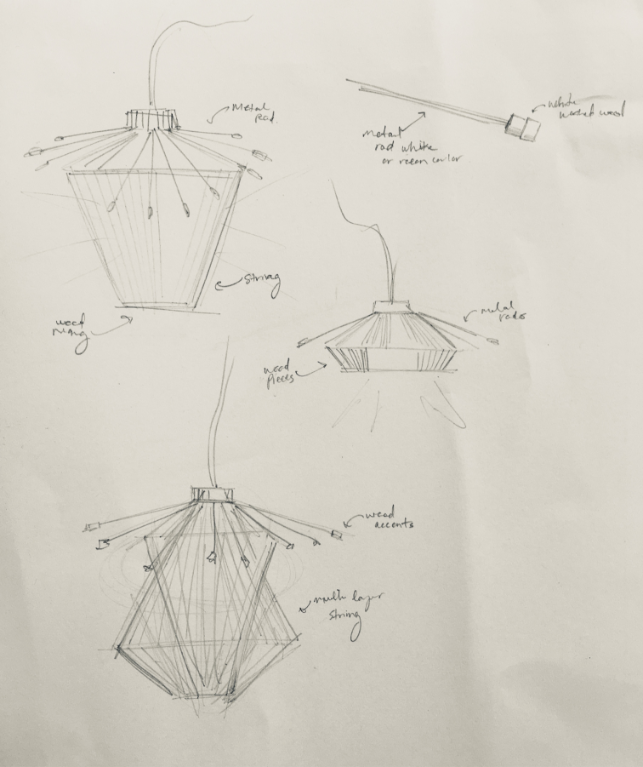 metal
rod
white
washed wood
metal
rod white
or resin color
string
wood
ring
metal
rods
wood
pieces
wood
accents
multi layer
string